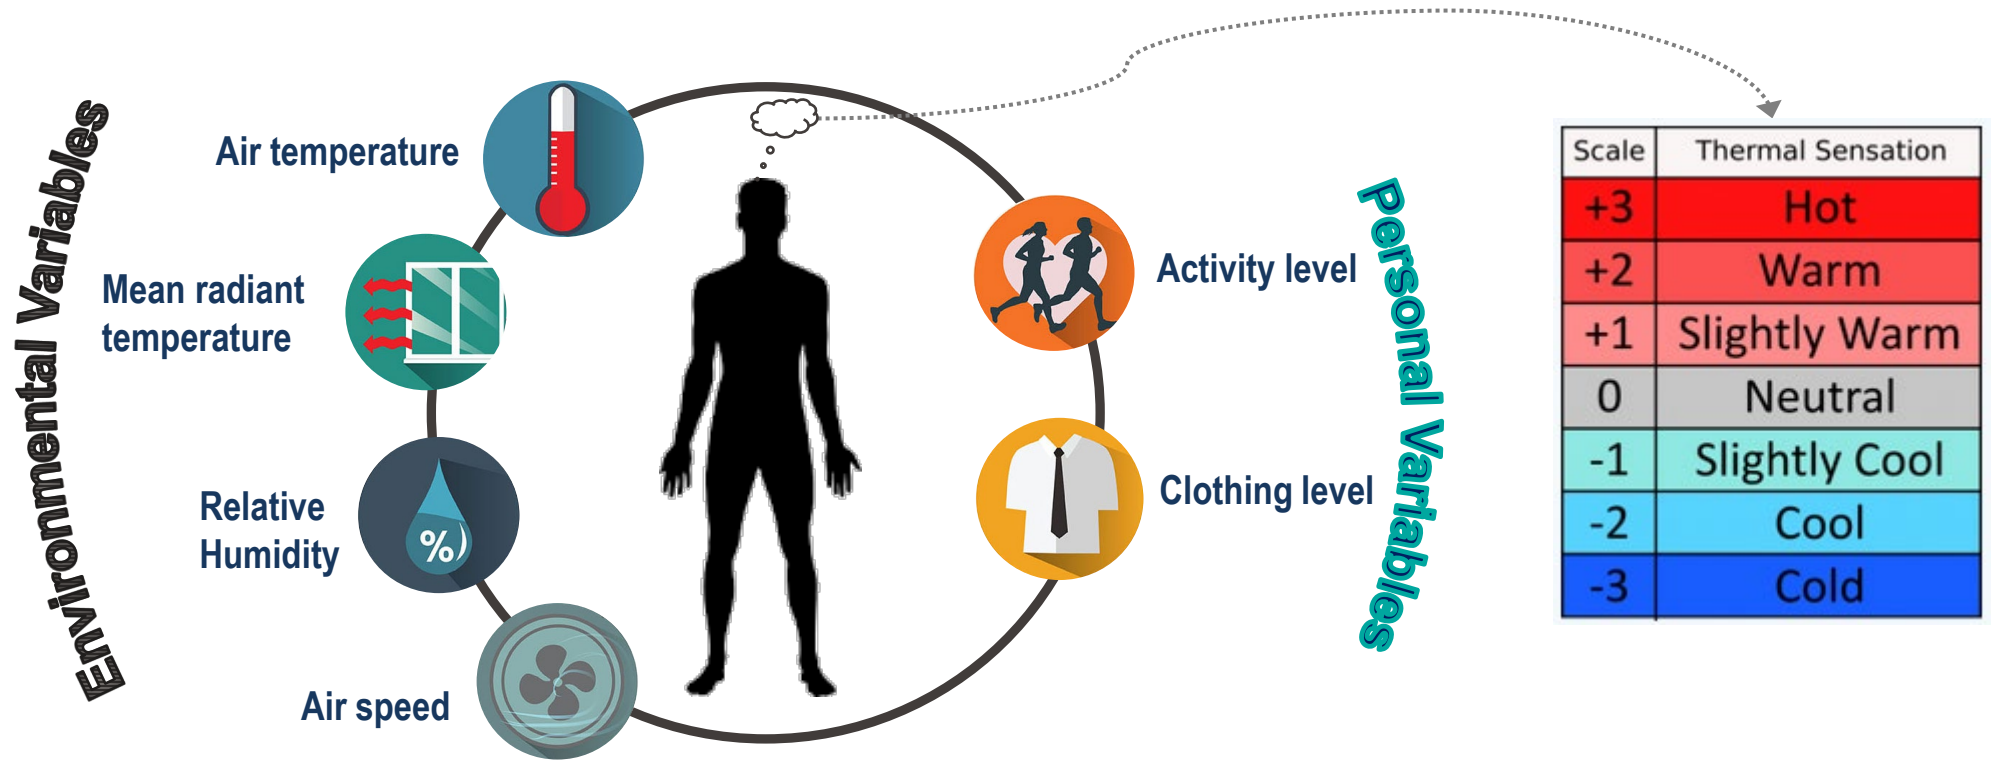 Environmental Variables
Air temperature
Mean radiant
temperature
Relative
Humidity
%
Air speed
Activity level
Clothing level
Personal Variables
Scale Thermal Sensation
+3 Hot
+2 Warm
+1 Slightly Warm
0 Neutral
-1 Slightly Cool
-2 Cool
-3 Cold